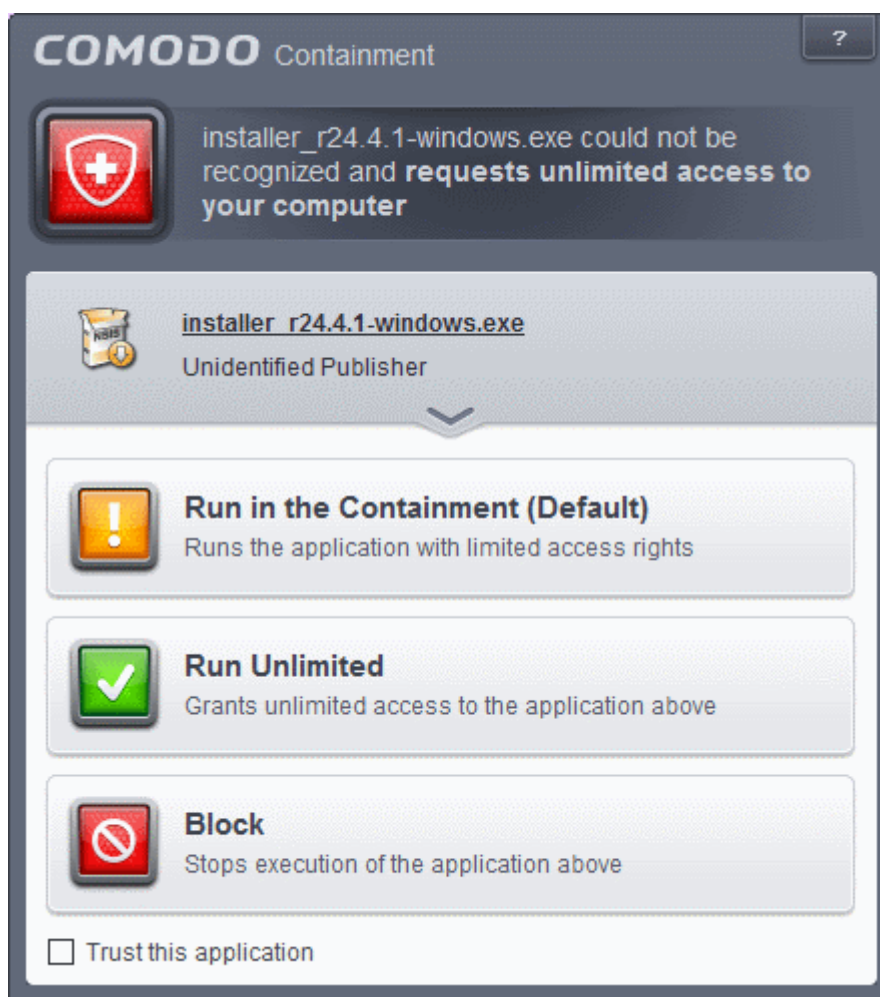 COMODO Containment
?
installer_r24.4.1-windows.exe could not be
recognized and requests unlimited access to
your computer
NSIS
installer_r24.4.1-windows.exe
Unidentified Publisher
Run in the Containment (Default)
Runs the application with limited access rights
Run Unlimited
Grants unlimited access to the application above
Block
Stops execution of the application above
Trust this application